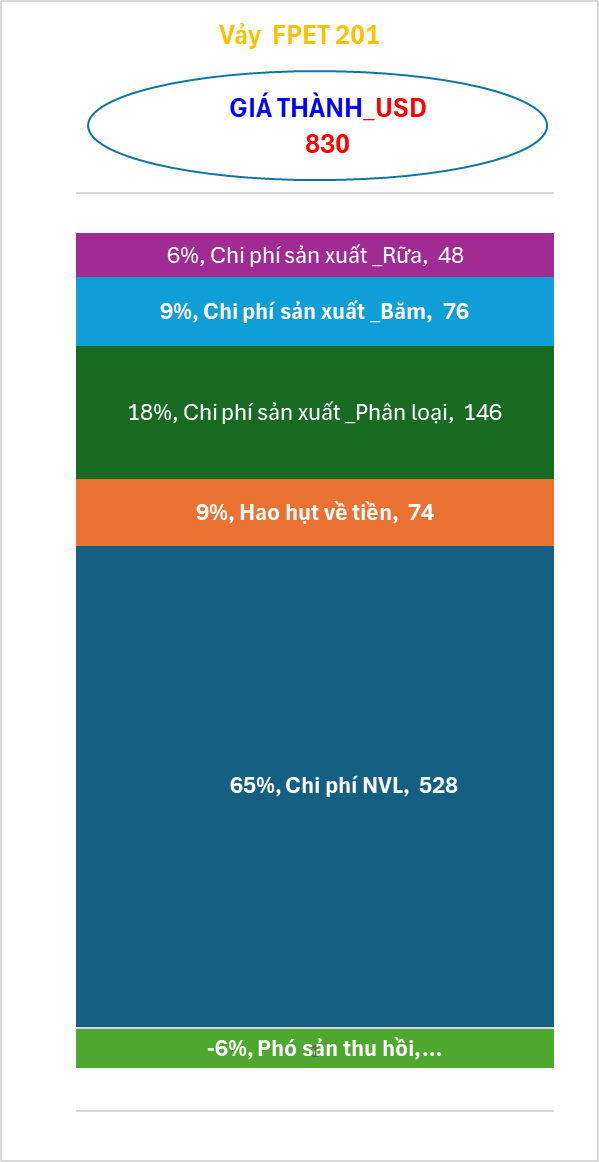 Vảy FPET 201
GIÁ THÀNH_USD
830
6%, Chi phí sản xuất _Rữa, 48
9%, Chi phí sản xuất _Băm, 76
18%, Chi phí sản xuất _Phân loại, 146
9%, Hao hụt về tiền, 74
65%, Chi phí NVL, 528
-6%, Phó sản thu hồi,...